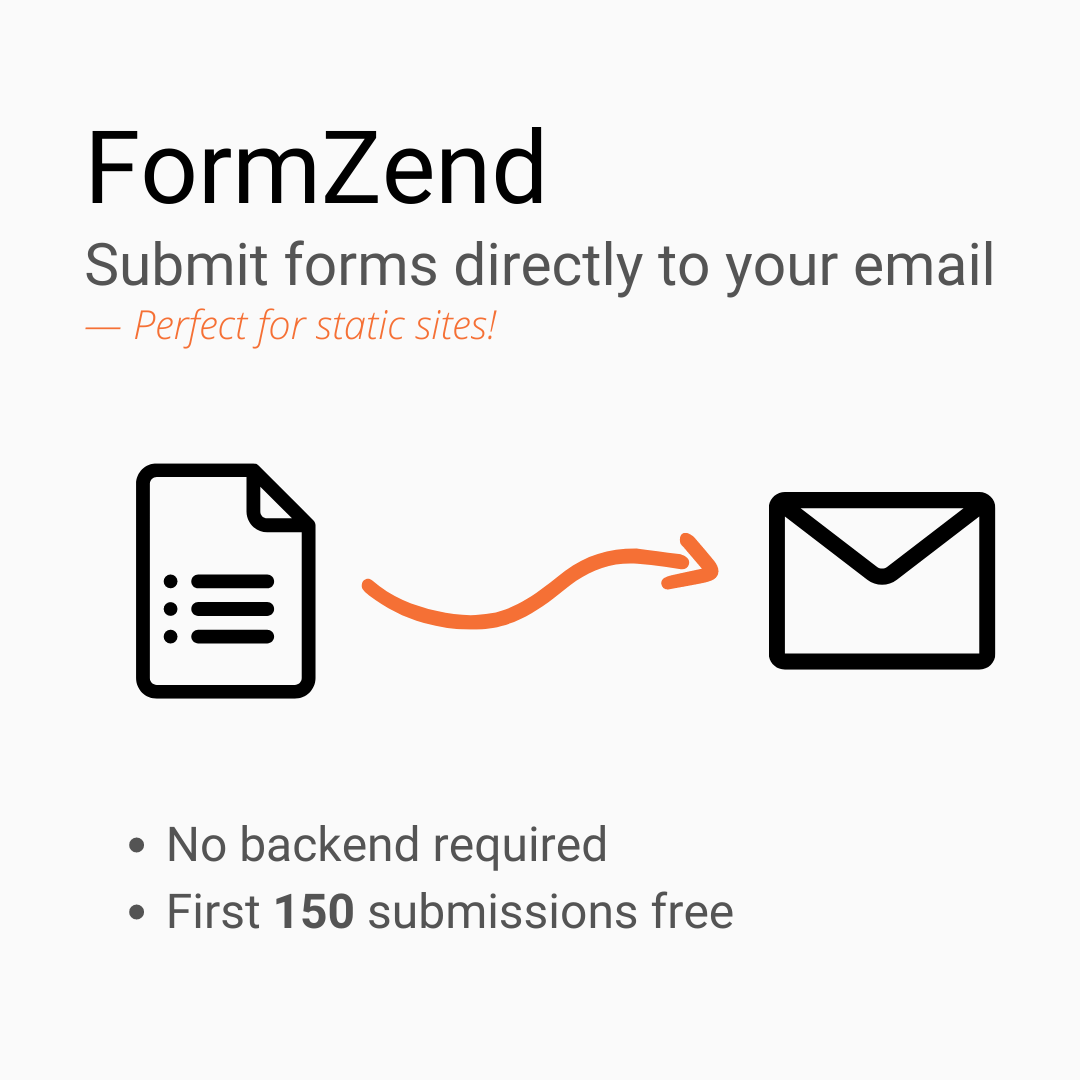 FormZend
Submit forms directly to your email
— Perfect for static sites!
• No backend required
• First 150 submissions free